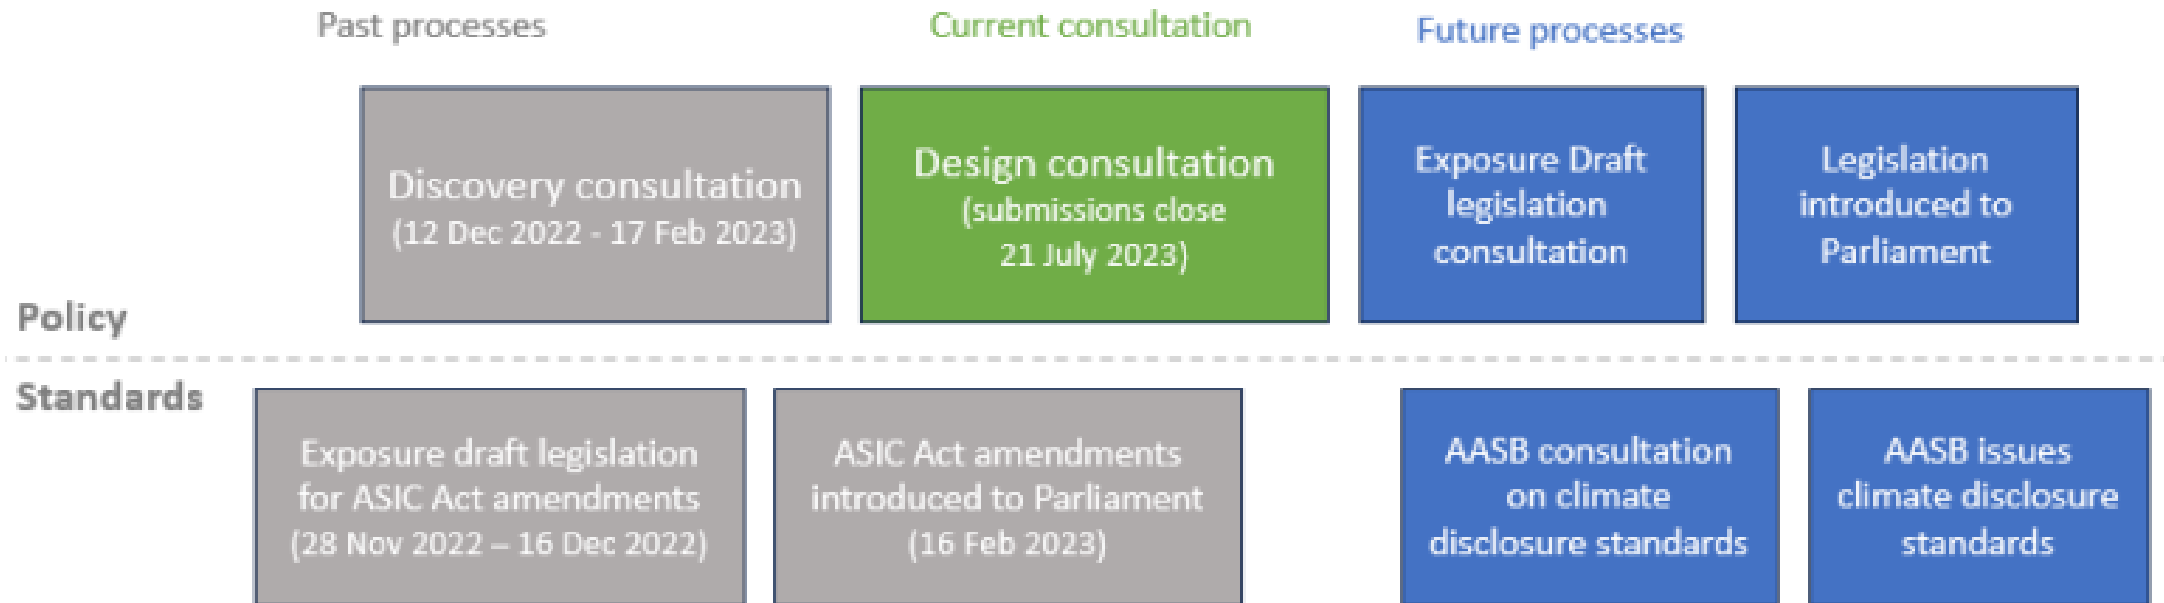 Past processes
Current consultation
Future processes
Discovery consultation
(12 Dec 2022 - 17 Feb 2023)
Design consultation
(submissions close
21 July 2023)
Exposure Draft
legislation
consultation
Legislation
introduced to
Parliament
Policy
Standards
Exposure draft legislation
for ASIC Act amendments
(28 Nov 2022 – 16 Dec 2022)
ASIC Act amendments
introduced to Parliament
(16 Feb 2023)
AASB consultation
on climate
disclosure standards
AASB issues
climate disclosure
standards